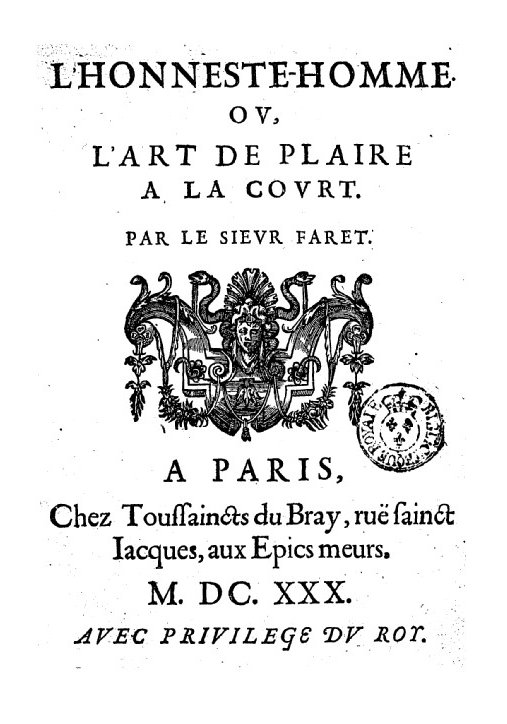 L'HONNESTE-HOMME
OV,
L'ART DE PLAIRE
A LA COVRT.
PAR LE SIEVR FARET.
A PARIS,
Chez Toussaincts du Bray, ruë sainct
Iacques, aux Epics meurs.
M. DC. XXX.
AVEC PRIVILEGE DV ROY.